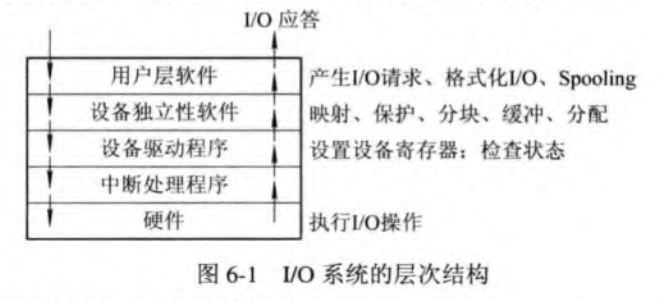 I/O 应答
用户层软件 产生I/O请求、格式化I/O、Spooling
设备独立性软件 映射、保护、分块、缓冲、分配
设备驱动程序 设置设备寄存器；检查状态
中断处理程序
硬件 执行I/O操作
图 6-1 I/O 系统的层次结构